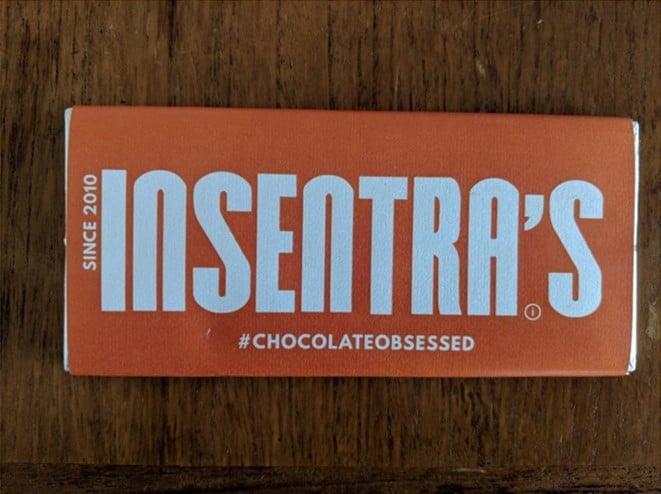 SINCE 2010
INSENTRA'S
i
#CHOCOLATEOBSESSED